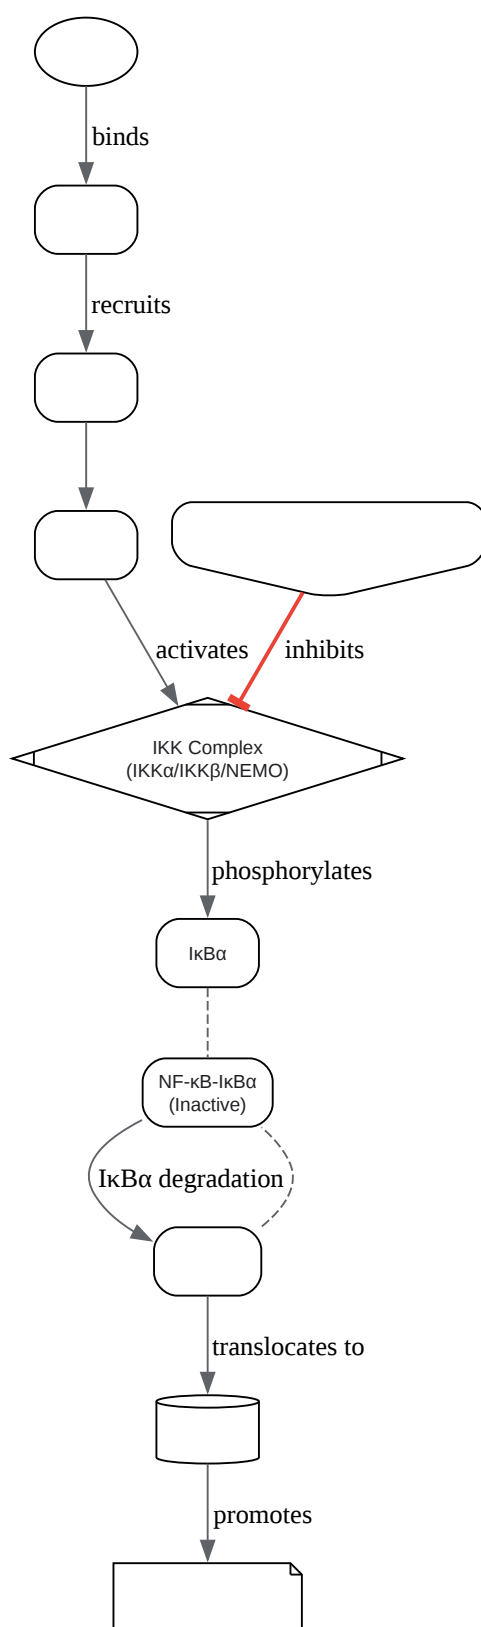 binds
recruits
activates
inhibits
IKK Complex
(IKKα/IKKβ/NEMO)
phosphorylates
IκBα
NF-κB-IκBα
(Inactive)
IκBα degradation
translocates to
promotes